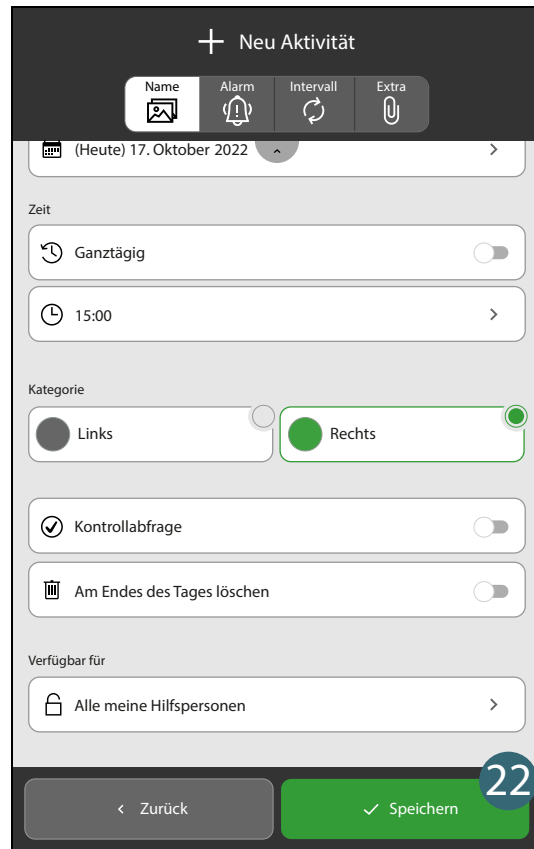 Neu Aktivität
Name Alarm Intervall Extra
(Heute) 17. Oktober 2022
Zeit
Ganztägig
15:00
Kategorie
Links Rechts
Kontrollabfrage
Am Endes des Tages löschen
Verfügbar für
Alle meine Hilfspersonen
22
Zurück Speichern